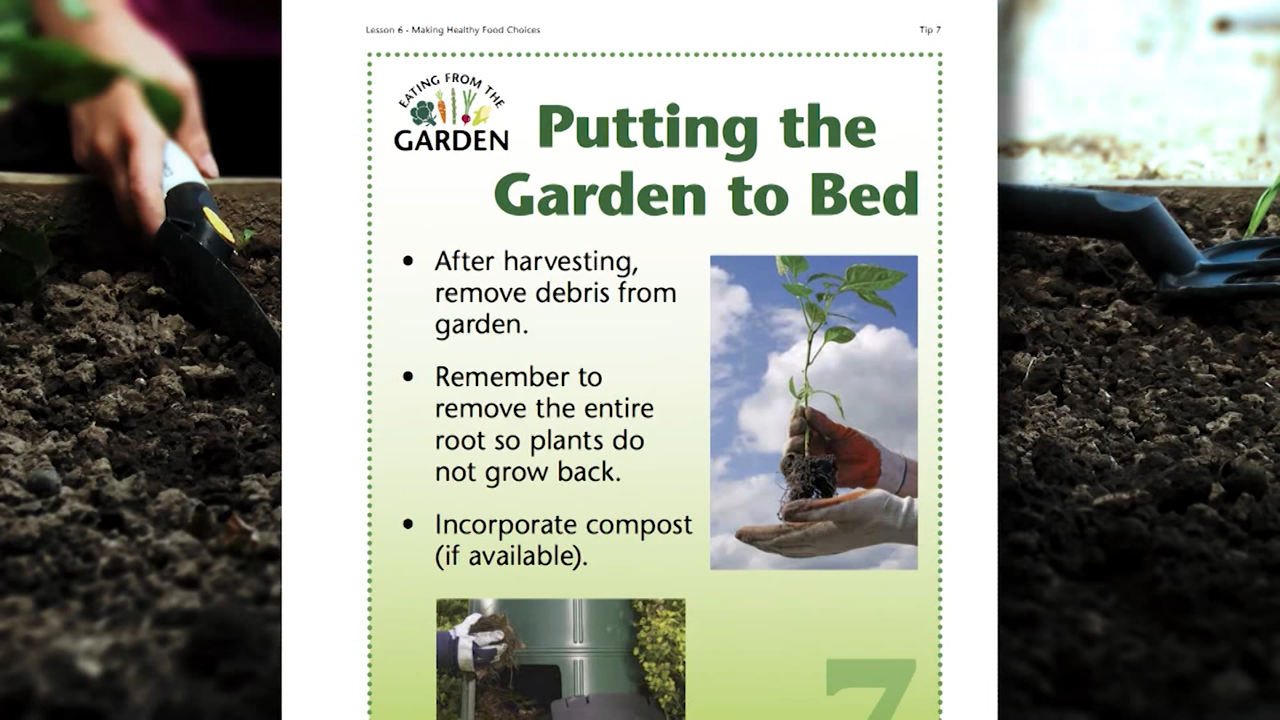 Lesson 6 - Making Healthy Food Choices
Tip 7
EATING FROM THE
GARDEN
Putting the
Garden to Bed
• After harvesting,
remove debris from
garden.
• Remember to
remove the entire
root so plants do
not grow back.
• Incorporate compost
(if available).
7